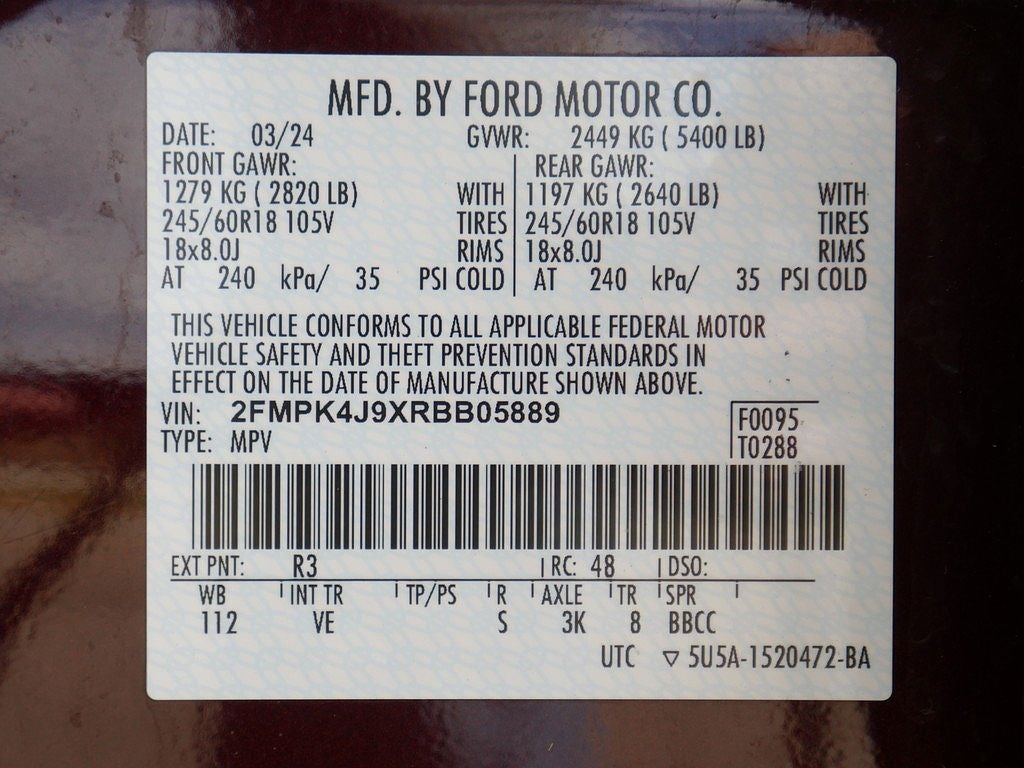 MFD. BY FORD MOTOR CO.
DATE: 03/24 GVWR: 2449 KG ( 5400 LB)
FRONT GAWR: REAR GAWR:
1279 KG ( 2820 LB) WITH 1197 KG ( 2640 LB) WITH
245/60R18 105V TIRES 245/60R18 105V TIRES
18x8.0J RIMS 18x8.0J RIMS
AT 240 kPa/ 35 PSI COLD AT 240 kPa/ 35 PSI COLD
THIS VEHICLE CONFORMS TO ALL APPLICABLE FEDERAL MOTOR
VEHICLE SAFETY AND THEFT PREVENTION STANDARDS IN
EFFECT ON THE DATE OF MANUFACTURE SHOWN ABOVE.
VIN: 2FMPK4J9XRBB05889 F0095
TYPE: MPV T0288
EXT PNT: R3 RC: 48 DSO:
WB INT TR TP/PS R AXLE TR SPR
112 VE S 3K 8 BBCC
UTC ▽ 5U5A-1520472-BA